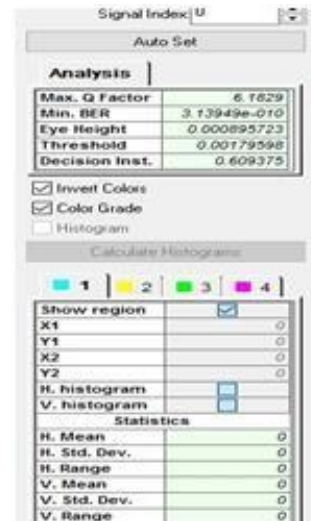 Signal Index: 0
Auto Set
Analysis
Max. Q Factor 6.1829
Min. BER 3.13949e-010
Eye Height 0.000895723
Threshold 0.00179598
Decision Inst. 0.609375
Invert Colors
Color Grade
Histogram
Calculate Histograms
1 2 3 4
Show region
X1 0
Y1 0
X2 0
Y2 0
H. histogram
V. histogram
Statistics
H. Mean 0
H. Std. Dev. 0
H. Range 0
V. Mean 0
V. Std. Dev. 0
V. Range 0